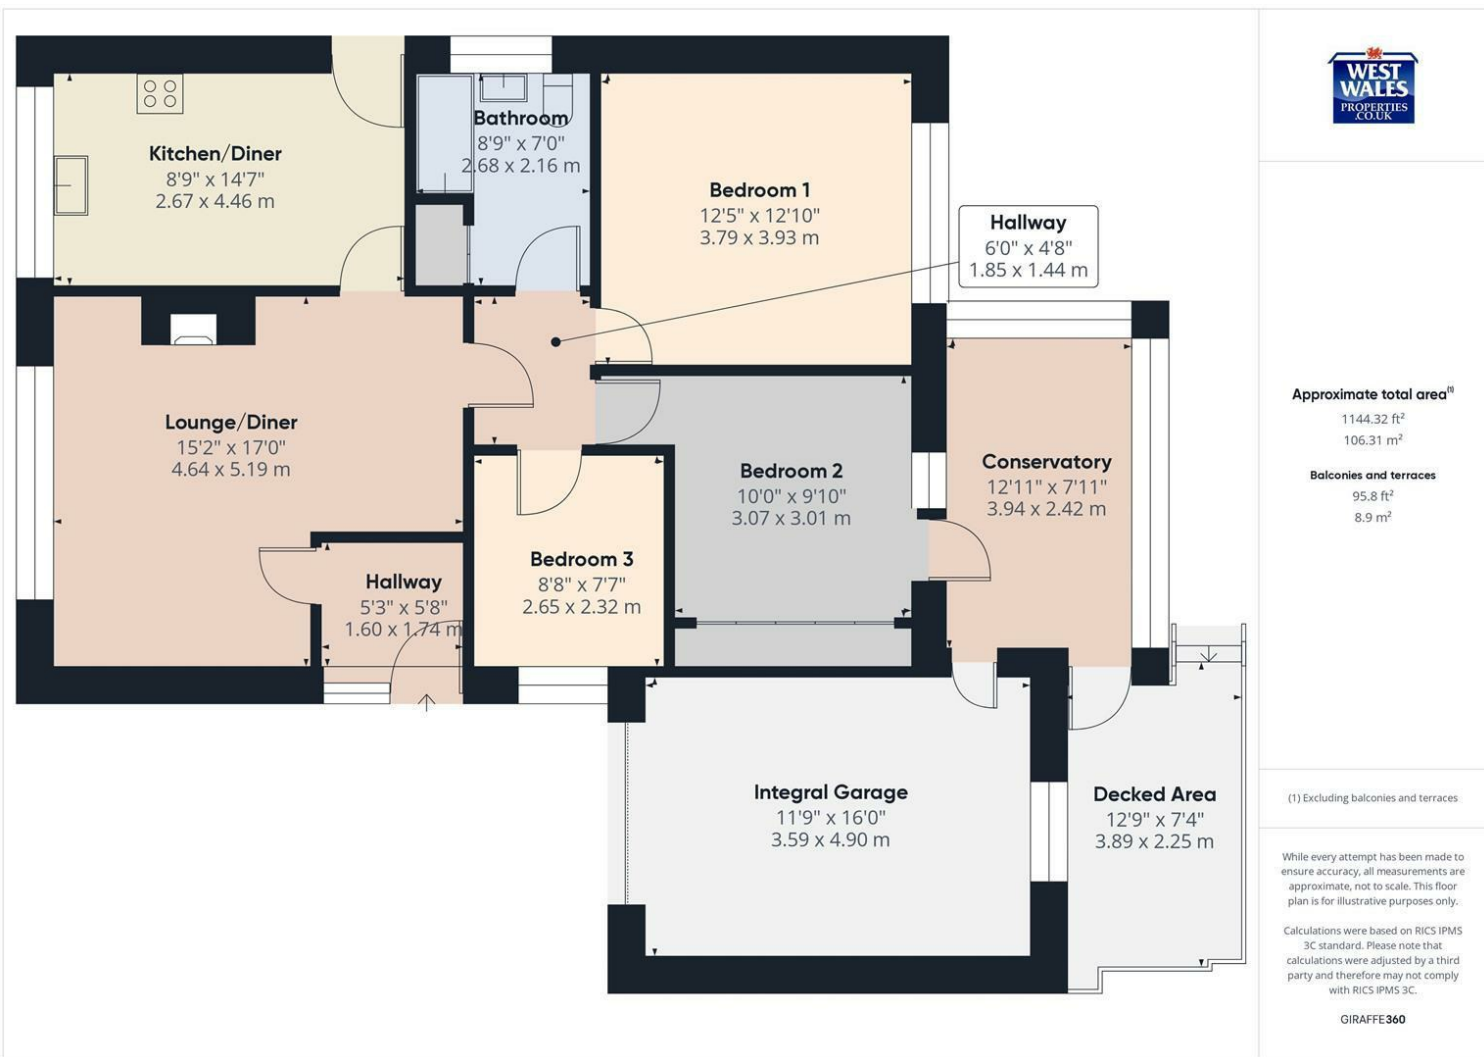 Kitchen/Diner
8'9" x 14'7"
2.67 x 4.46 m
Bathroom
8'9" x 7'0"
2.68 x 2.16 m
Bedroom 1
12'5" x 12'10"
3.79 x 3.93 m
Hallway
6'0" x 4'8"
1.85 x 1.44 m
Lounge/Diner
15'2" x 17'0"
4.64 x 5.19 m
Bedroom 2
10'0" x 9'10"
3.07 x 3.01 m
Conservatory
12'11" x 7'11"
3.94 x 2.42 m
Hallway
5'3" x 5'8"
1.60 x 1.74 m
Bedroom 3
8'8" x 7'7"
2.65 x 2.32 m
Integral Garage
11'9" x 16'0"
3.59 x 4.90 m
Decked Area
12'9" x 7'4"
3.89 x 2.25 m
WEST
WALES
PROPERTIES
.CO.UK
Approximate total area⁽¹⁾
1144.32 ft²
106.31 m²
Balconies and terraces
95.8 ft²
8.9 m²
(1) Excluding balconies and terraces
While every attempt has been made to
ensure accuracy, all measurements are
approximate, not to scale. This floor
plan is for illustrative purposes only.
Calculations were based on RICS IPMS
3C standard. Please note that
calculations were adjusted by a third
party and therefore may not comply
with RICS IPMS 3C.
GIRAFFE360